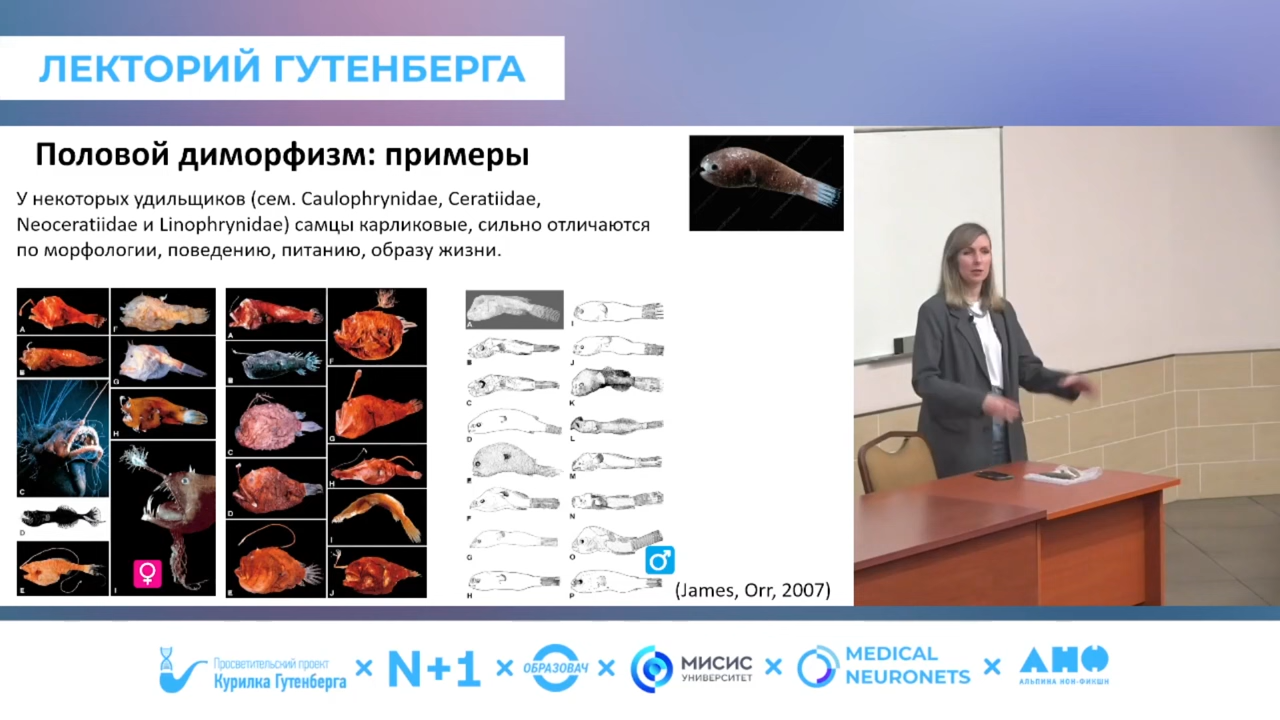 ЛЕКТОРИЙ ГУТЕНБЕРГА
Половой диморфизм: примеры
У некоторых удильщиков (сем. Caulophrynidae, Ceratiidae,
Neoceratiidae и Linophrynidae) самцы карликовые, сильно отличаются
по морфологии, поведению, питанию, образу жизни.
A
F
B
G
H
C
D
E
I
A
F
B
C
G
D
H
I
E
J
A
I
B
J
C
K
D
L
E
M
F
N
G
O
H
P
♀
♂
(James, Orr, 2007)
Просветительский проект
Курилка Гутенберга
× N+1 × ОБРАЗОВАЧ ×
МИСИС
УНИВЕРСИТЕТ
×
MEDICAL
NEURONETS
×
АНФ
АЛЬПИНА НОН-ФИКШН